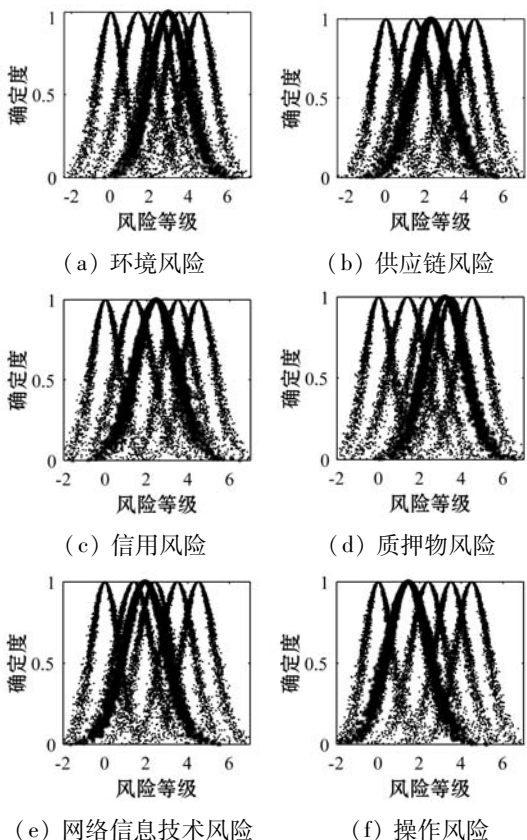 确定度
1
0.5
0
-2 0 2 4 6
风险等级
(a) 环境风险
确定度
1
0.5
0
-2 0 2 4 6
风险等级
(b) 供应链风险
确定度
1
0.5
0
-2 0 2 4 6
风险等级
(c) 信用风险
确定度
1
0.5
0
-2 0 2 4 6
风险等级
(d) 质押物风险
确定度
1
0.5
0
-2 0 2 4 6
风险等级
(e) 网络信息技术风险
确定度
1
0.5
0
-2 0 2 4 6
风险等级
(f) 操作风险